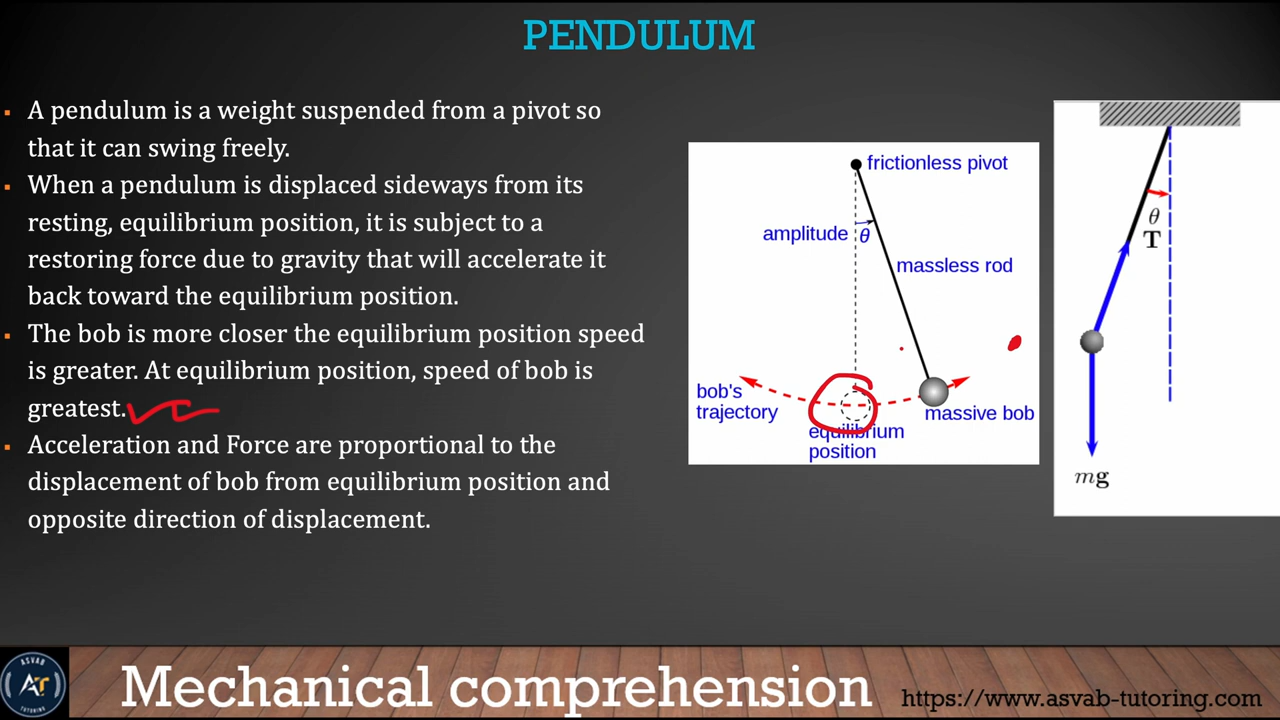 PENDULUM
▪ A pendulum is a weight suspended from a pivot so
that it can swing freely.
▪ When a pendulum is displaced sideways from its
resting, equilibrium position, it is subject to a
restoring force due to gravity that will accelerate it
back toward the equilibrium position.
▪ The bob is more closer the equilibrium position speed
is greater. At equilibrium position, speed of bob is
greatest.
▪ Acceleration and Force are proportional to the
displacement of bob from equilibrium position and
opposite direction of displacement.
frictionless pivot
amplitude θ
massless rod
bob's
trajectory
massive bob
equilibrium
position
θ
T
mg
ASVAB
AT
TUTORING
Mechanical comprehension
https://www.asvab-tutoring.com